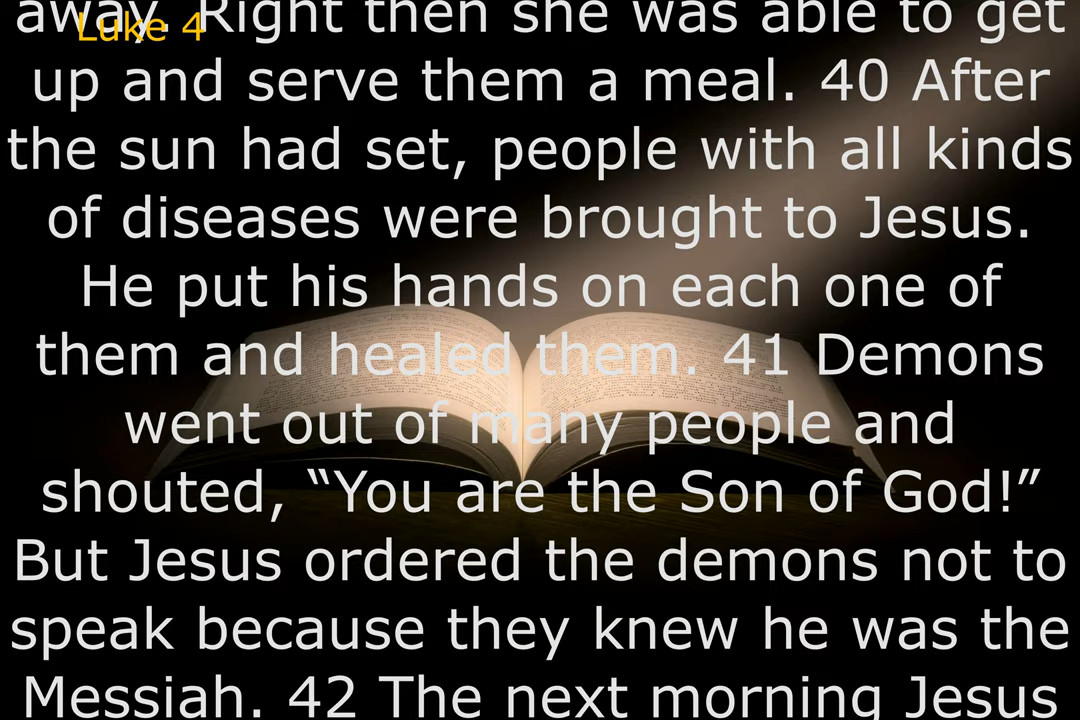 Luke 4
away. Right then she was able to get
up and serve them a meal. 40 After
the sun had set, people with all kinds
of diseases were brought to Jesus.
He put his hands on each one of
them and healed them. 41 Demons
went out of many people and
shouted, “You are the Son of God!”
But Jesus ordered the demons not to
speak because they knew he was the
Messiah. 42 The next morning Jesus